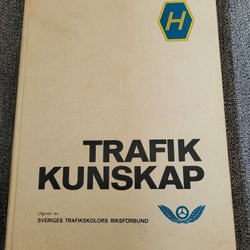 H
TRAFIK
KUNSKAP
Utgiven av
SVERIGES TRAFIKSKOLORS RIKSFÖRBUND